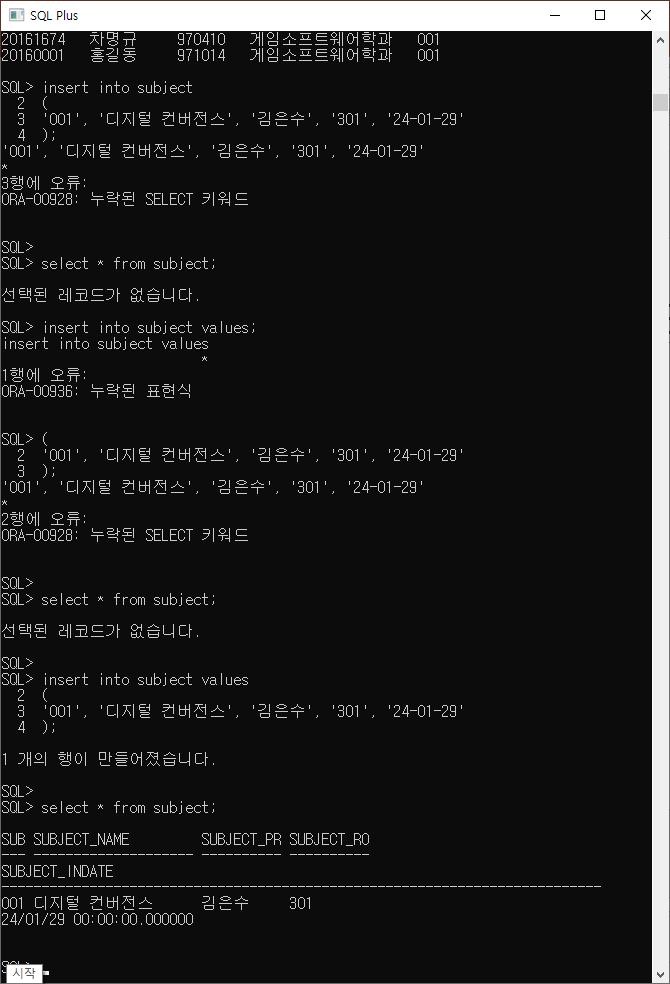 SQL Plus
20161674 차명규 970410 게임소프트웨어학과 001
20160001 홍길동 971014 게임소프트웨어학과 001
SQL> insert into subject
2 (
3 '001', '디지털 컨버전스', '김은수', '301', '24-01-29'
4 );
'001', '디지털 컨버전스', '김은수', '301', '24-01-29'
*
3행에 오류:
ORA-00928: 누락된 SELECT 키워드
SQL>
SQL> select * from subject;
선택된 레코드가 없습니다.
SQL> insert into subject values;
insert into subject values
*
1행에 오류:
ORA-00936: 누락된 표현식
SQL> (
2 '001', '디지털 컨버전스', '김은수', '301', '24-01-29'
3 );
'001', '디지털 컨버전스', '김은수', '301', '24-01-29'
*
2행에 오류:
ORA-00928: 누락된 SELECT 키워드
SQL>
SQL> select * from subject;
선택된 레코드가 없습니다.
SQL>
SQL> insert into subject values
2 (
3 '001', '디지털 컨버전스', '김은수', '301', '24-01-29'
4 );
1 개의 행이 만들어졌습니다.
SQL>
SQL> select * from subject;
SUB SUBJECT_NAME SUBJECT_PR SUBJECT_RO
--- -------------------- ---------- ----------
SUBJECT_INDATE
---------------------------------------------------------------------------
001 디지털 컨버전스 김은수 301
24/01/29 00:00:00.000000
시작